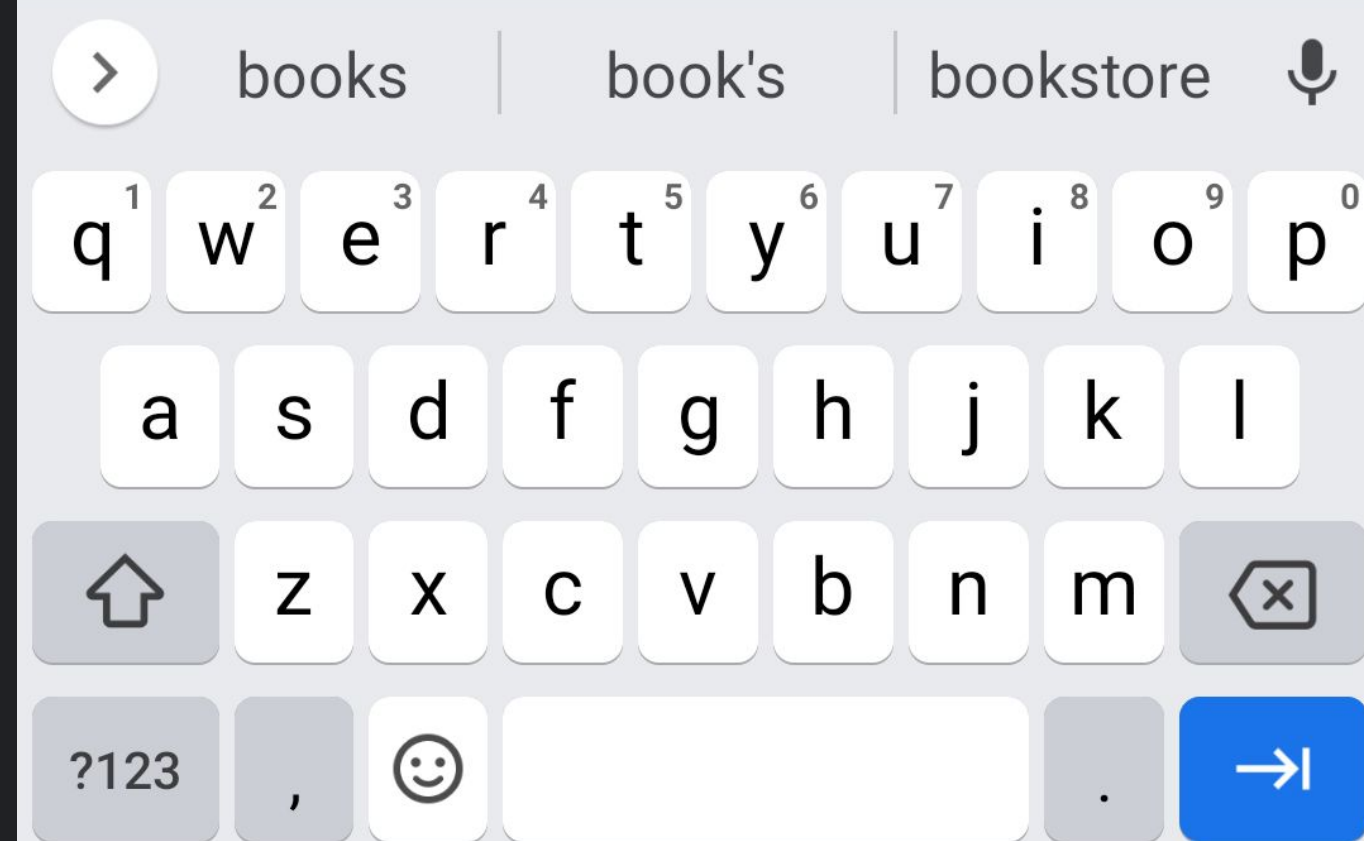 books book's bookstore
q1 w2 e3 r4 t5 y6 u7 i8 o9 p0
a s d f g h j k l
z x c v b n m
?123 , .